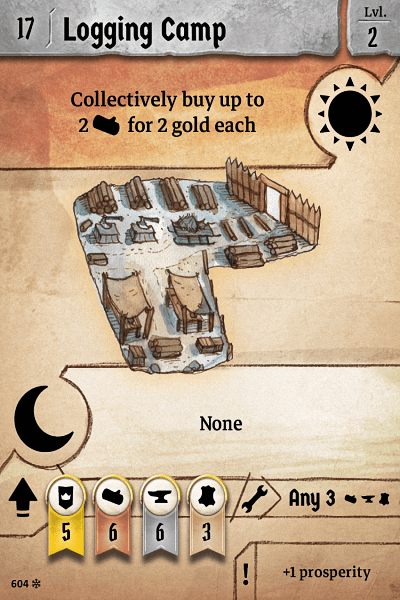 17 Logging Camp
Lvl.
2
Collectively buy up to
2 for 2 gold each
None
5 6 6 3
Any 3
! +1 prosperity
604